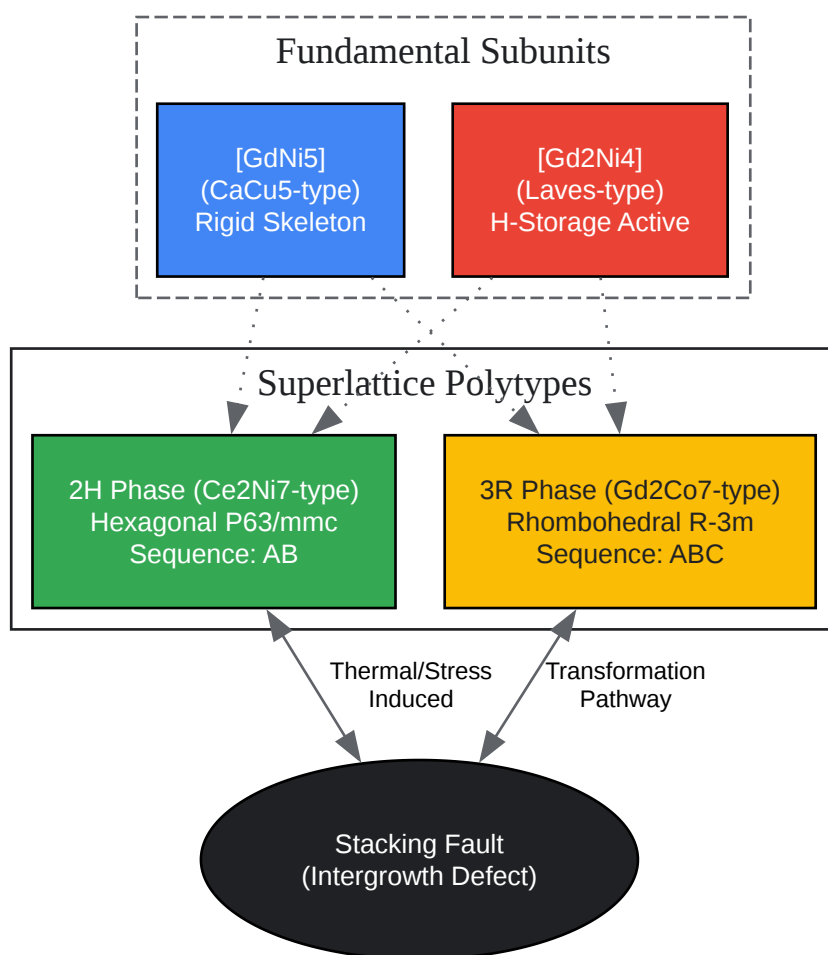 Fundamental Subunits
[GdNi5]
(CaCu5-type)
Rigid Skeleton
[Gd2Ni4]
(Laves-type)
H-Storage Active
Superlattice Polytypes
2H Phase (Ce2Ni7-type)
Hexagonal P63/mmc
Sequence: AB
3R Phase (Gd2Co7-type)
Rhombohedral R-3m
Sequence: ABC
Thermal/Stress
Induced
Transformation
Pathway
Stacking Fault
(Intergrowth Defect)